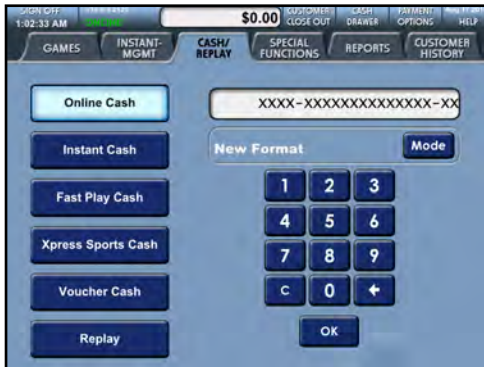 SIGN OFF
1:02:33 AM
$0.00
CUSTOMER CLOSE OUT
CASH DRAWER
PAYMENT OPTIONS
HELP
GAMES
INSTANT-MGMT
CASH/REPLAY
SPECIAL FUNCTIONS
REPORTS
CUSTOMER HISTORY
Online Cash
XXXX-XXXXXXXXXXXXXX-XX
Instant Cash
New Format
Mode
Fast Play Cash
1 2 3
4 5 6
Xpress Sports Cash
7 8 9
Voucher Cash
C 0
Replay
OK